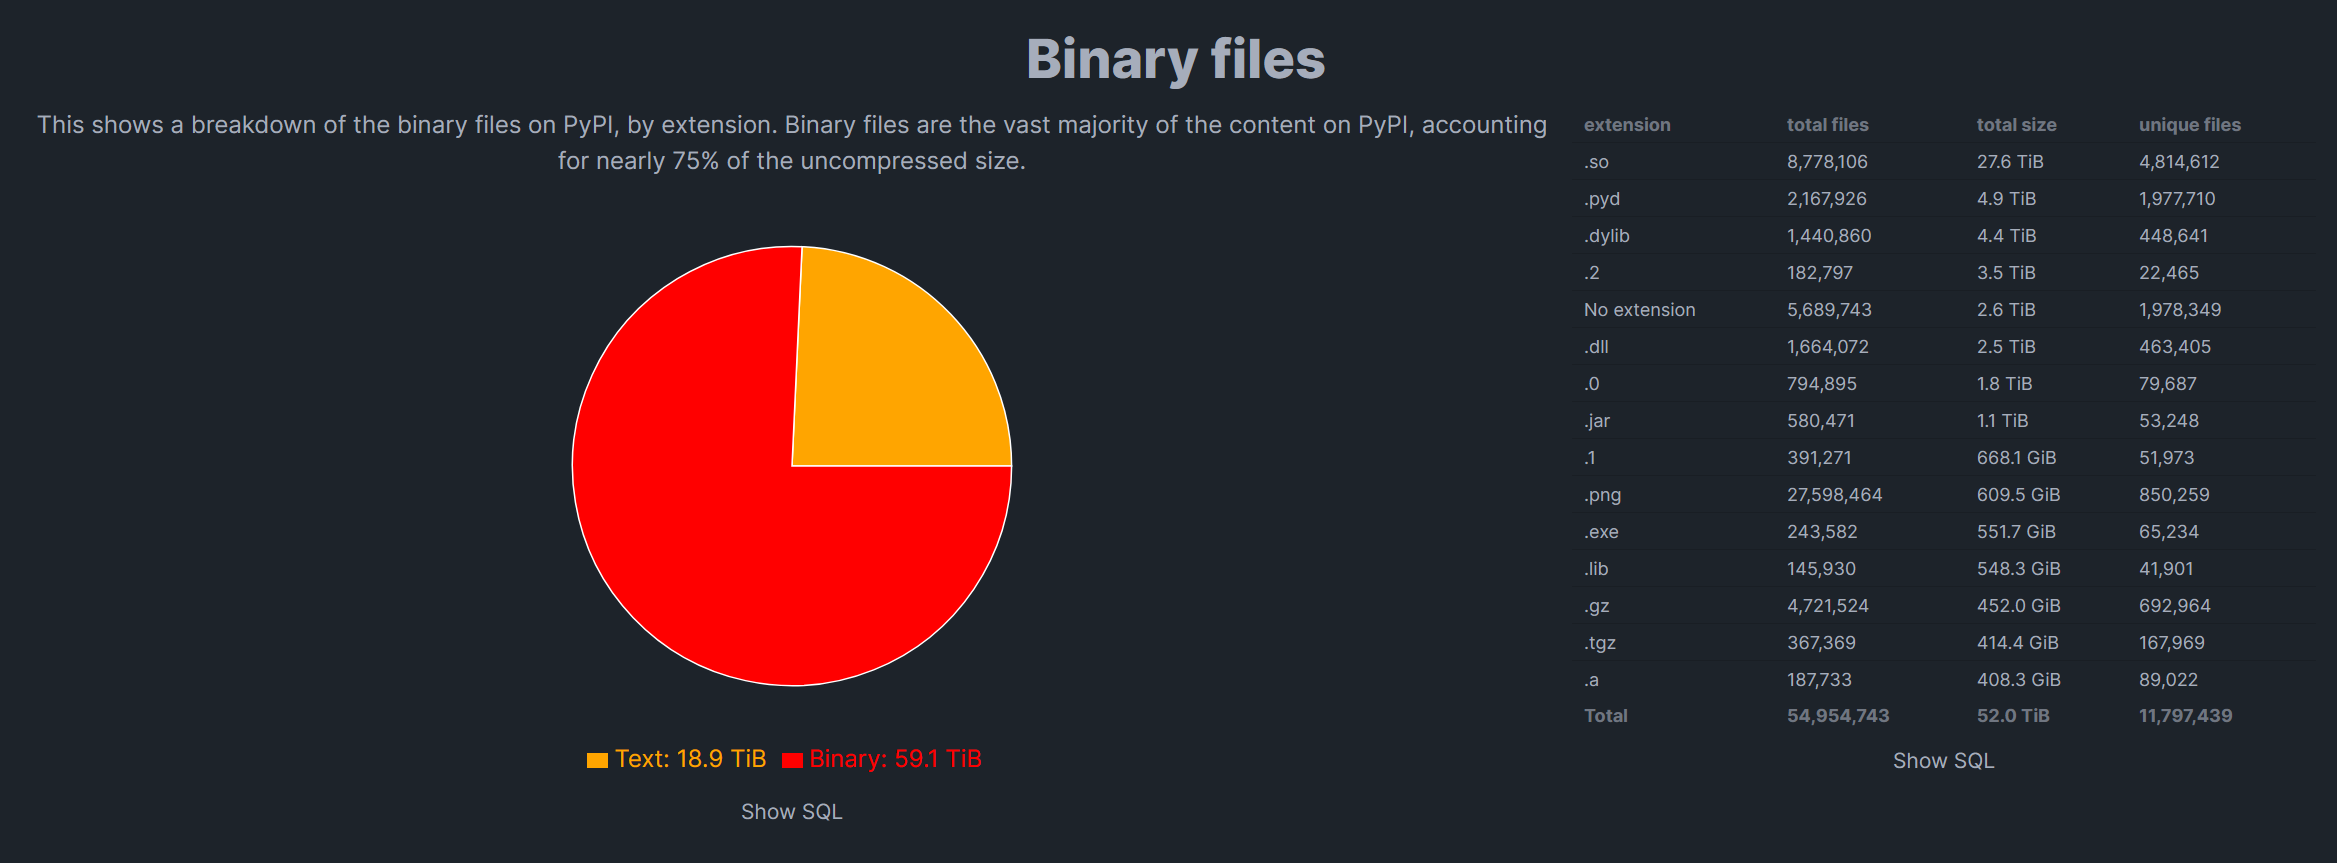 Binary files
This shows a breakdown of the binary files on PyPI, by extension. Binary files are the vast majority of the content on PyPI, accounting
for nearly 75% of the uncompressed size.
Text: 18.9 TiB Binary: 59.1 TiB
Show SQL
extension total files total size unique files
.so 8,778,106 27.6 TiB 4,814,612
.pyd 2,167,926 4.9 TiB 1,977,710
.dylib 1,440,860 4.4 TiB 448,641
.2 182,797 3.5 TiB 22,465
No extension 5,689,743 2.6 TiB 1,978,349
.dll 1,664,072 2.5 TiB 463,405
.0 794,895 1.8 TiB 79,687
.jar 580,471 1.1 TiB 53,248
.1 391,271 668.1 GiB 51,973
.png 27,598,464 609.5 GiB 850,259
.exe 243,582 551.7 GiB 65,234
.lib 145,930 548.3 GiB 41,901
.gz 4,721,524 452.0 GiB 692,964
.tgz 367,369 414.4 GiB 167,969
.a 187,733 408.3 GiB 89,022
Total 54,954,743 52.0 TiB 11,797,439
Show SQL